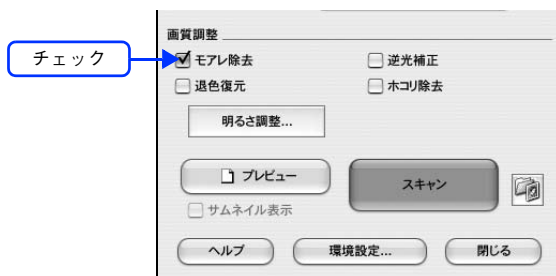 画質調整
チェック
モアレ除去
逆光補正
退色復元
ホコリ除去
明るさ調整...
プレビュー
スキャン
サムネイル表示
ヘルプ
環境設定...
閉じる